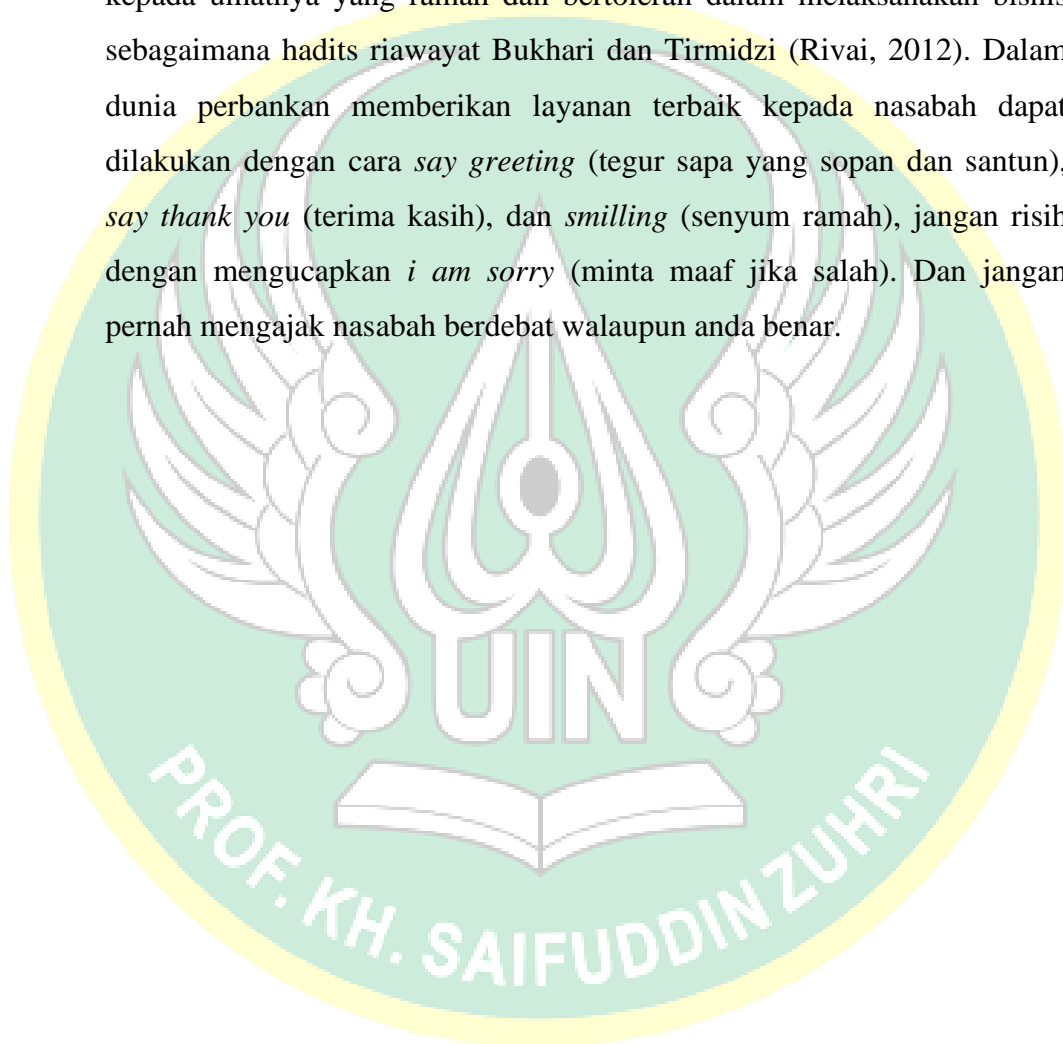 kepada umatnya yang ramah dan bertoleran dalam melaksanakan bisnis
sebagaimana hadits riawayat Bukhari dan Tirmidzi (Rivai, 2012). Dalam
dunia perbankan memberikan layanan terbaik kepada nasabah dapat
dilakukan dengan cara say greeting (tegur sapa yang sopan dan santun),
say thank you (terima kasih), dan smilling (senyum ramah), jangan risih
dengan mengucapkan i am sorry (minta maaf jika salah). Dan jangan
pernah mengajak nasabah berdebat walaupun anda benar.
UIN
PROF. KH. SAIFUDDIN ZUHRI